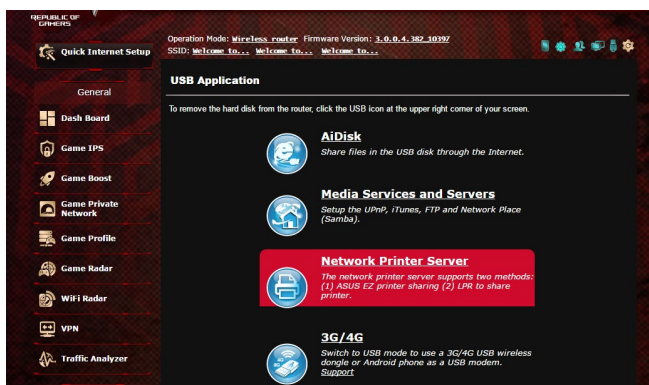 REPUBLIC OF
GAMERS
Operation Mode: Wireless router Firmware Version: 3.0.0.4.382_10397
SSID: Welcome to... Welcome to... Welcome to...
Quick Internet Setup
General
Dash Board
Game IPS
Game Boost
Game Private
Network
Game Profile
Game Radar
WiFi Radar
VPN
Traffic Analyzer
USB Application
To remove the hard disk from the router, click the USB icon at the upper right corner of your screen.
AiDisk
Share files in the USB disk through the Internet.
Media Services and Servers
Setup the UPnP, iTunes, FTP and Network Place
(Samba).
Network Printer Server
The network printer server supports two methods:
(1) ASUS EZ printer sharing (2) LPR to share
printer.
3G/4G
Switch to USB mode to use a 3G/4G USB wireless
dongle or Android phone as a USB modem.
Support